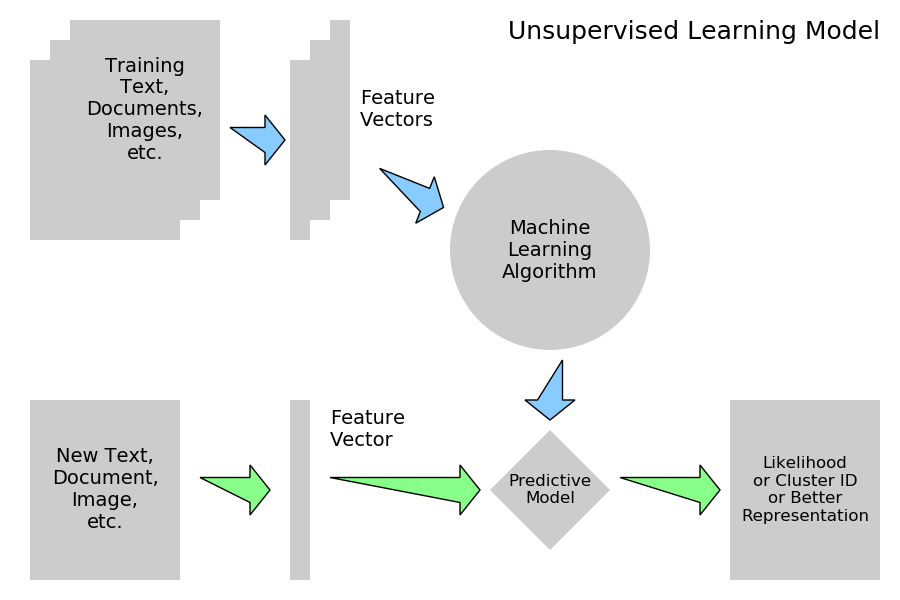 Unsupervised Learning Model
Training
Text,
Documents,
Images,
etc.
Feature
Vectors
Machine
Learning
Algorithm
New Text,
Document,
Image,
etc.
Feature
Vector
Predictive
Model
Likelihood
or Cluster ID
or Better
Representation